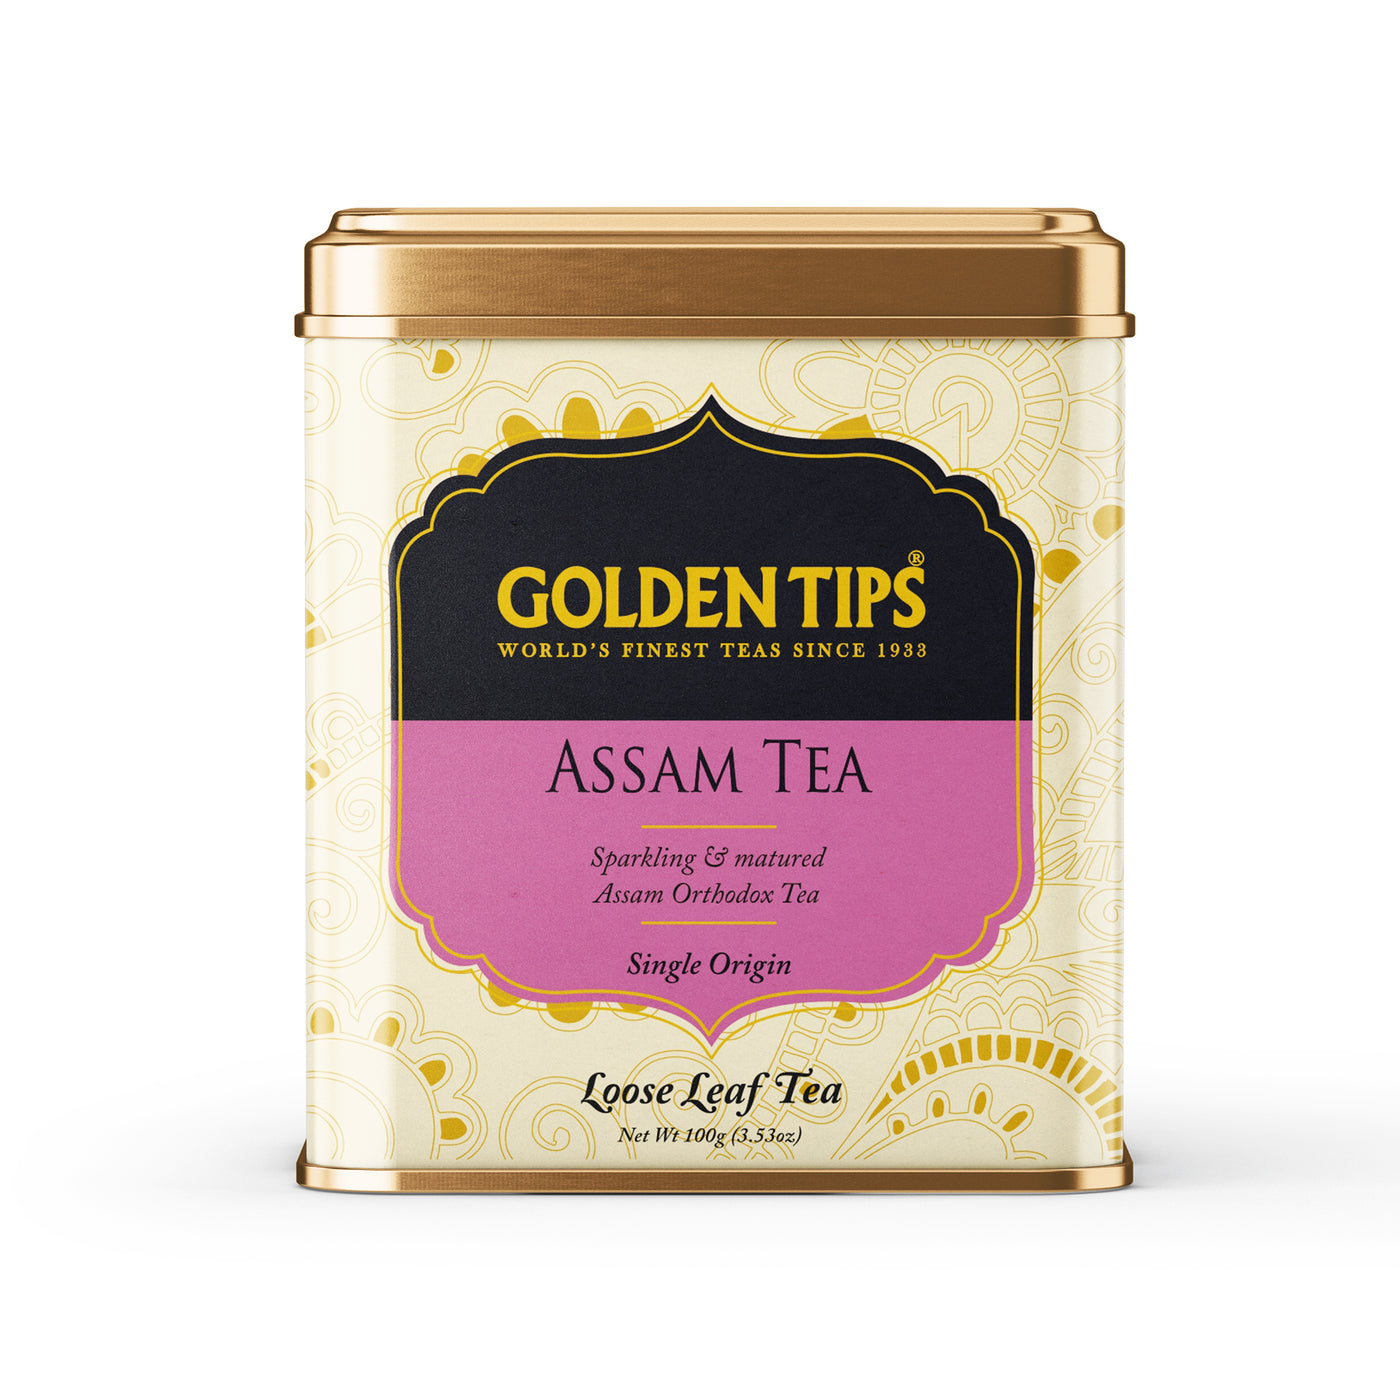 GOLDEN TIPS®
WORLD'S FINEST TEAS SINCE 1933
ASSAM TEA
Sparkling & matured
Assam Orthodox Tea
Single Origin
Loose Leaf Tea
Net Wt 100g (3.53oz)